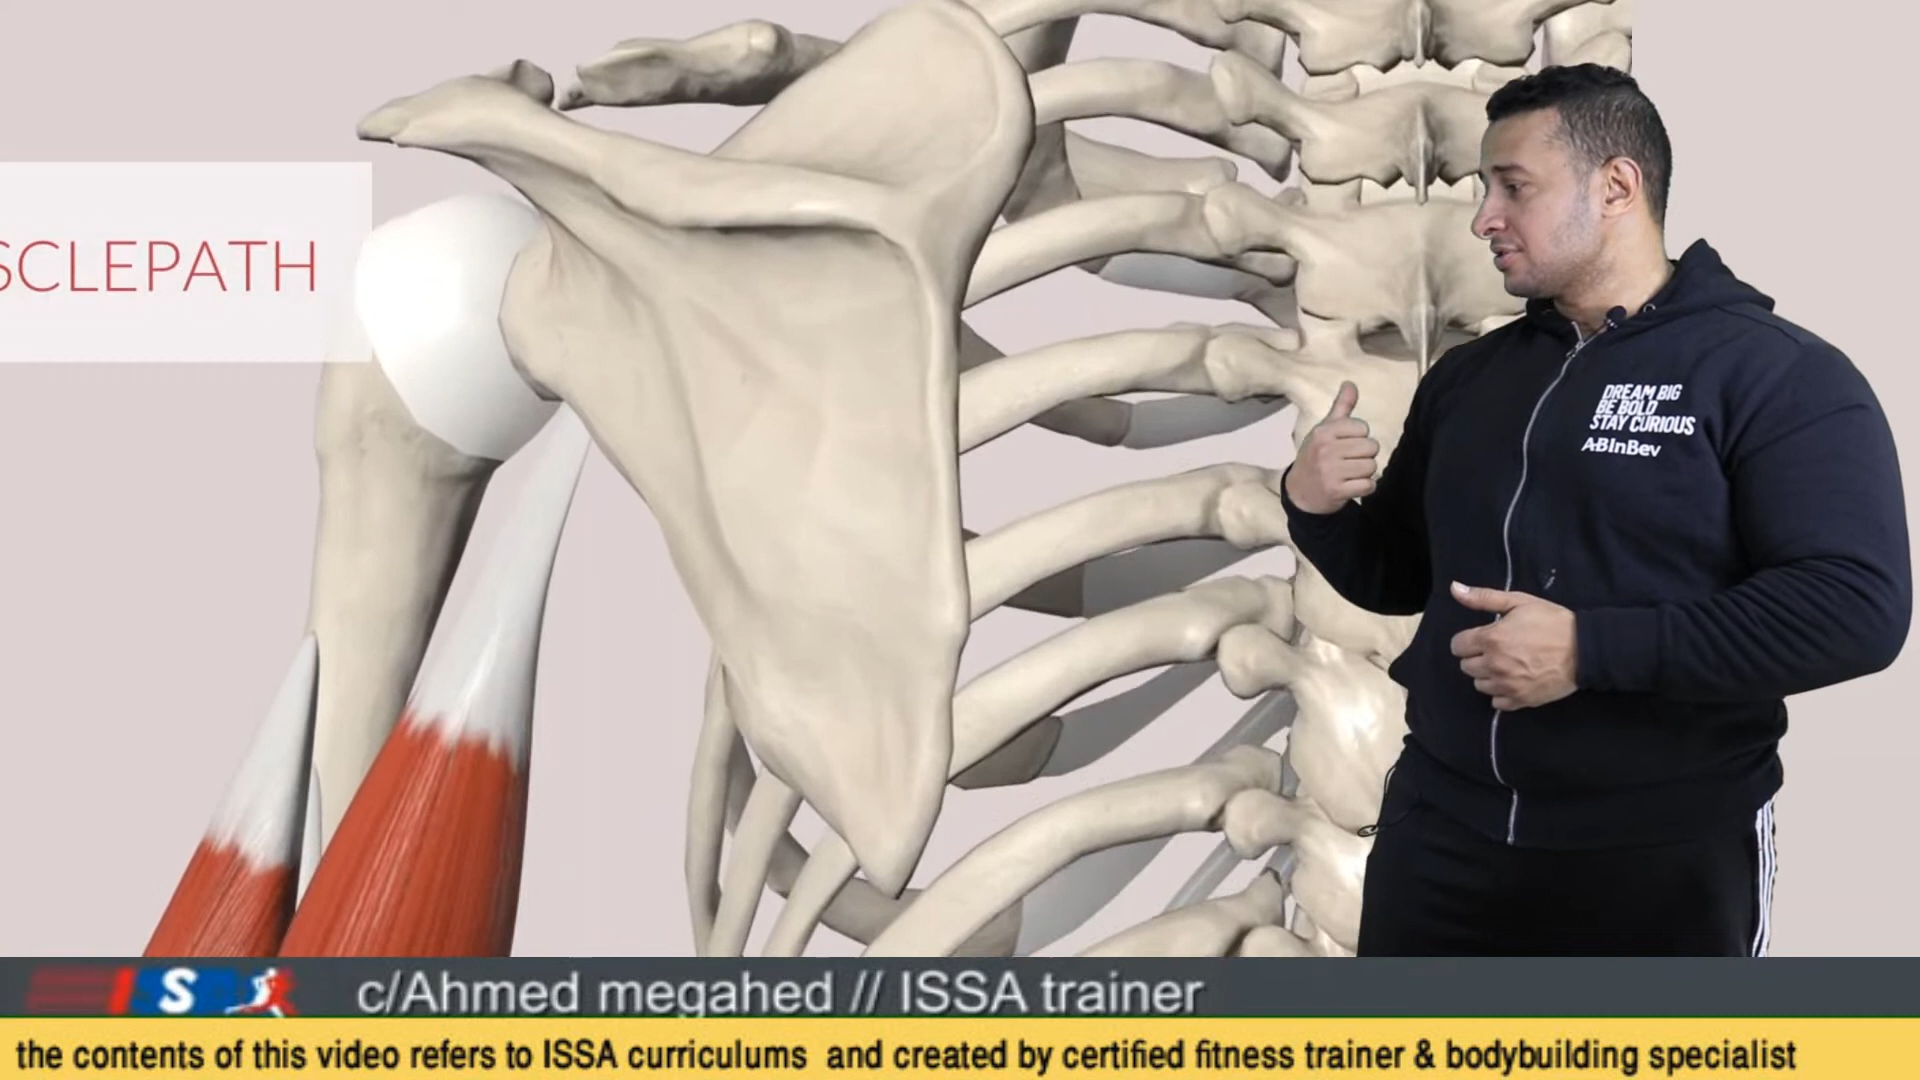 SCLEPATH
DREAM BIG
BE BOLD
STAY CURIOUS
ABInBev
ISSA
c/Ahmed megahed // ISSA trainer
the contents of this video refers to ISSA curriculums and created by certified fitness trainer & bodybuilding specialist